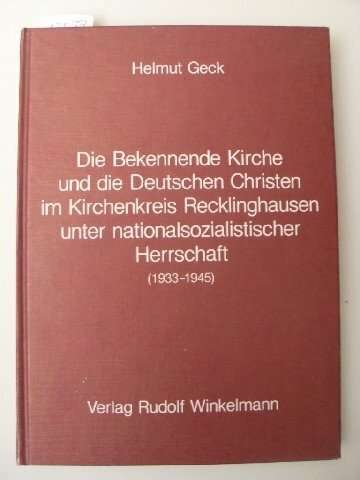 Helmut Geck
Die Bekennende Kirche
und die Deutschen Christen
im Kirchenkreis Recklinghausen
unter nationalsozialistischer
Herrschaft
(1933-1945)
Verlag Rudolf Winkelmann